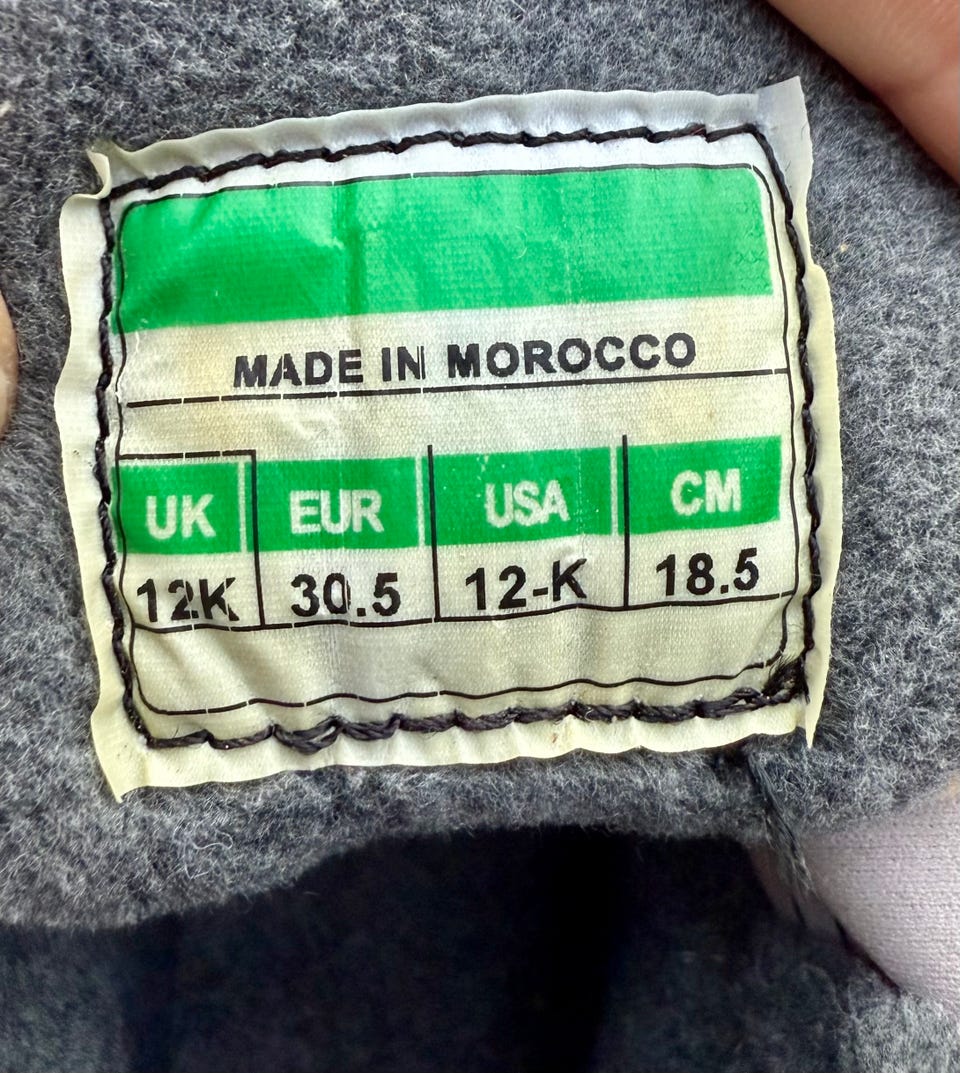 MADE IN MOROCCO
UK EUR USA CM
12K 30.5 12-K 18.5